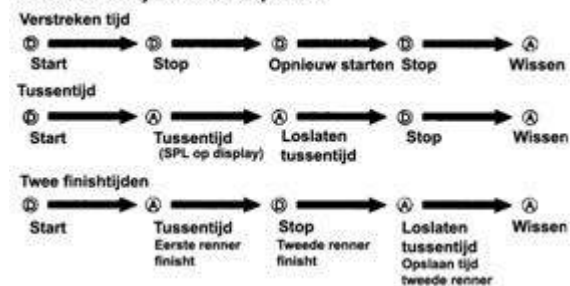 Verstreken tijd
D D D D A
Start Stop Opnieuw starten Stop Wissen
Tussentijd
D A A D A
Start Tussentijd (SPL op display) Loslaten tussentijd Stop Wissen
Twee finishtijden
D A D A A
Start Tussentijd Stop Loslaten tussentijd Wissen
Eerste renner finisht Tweede renner finisht Opslaan tijd tweede renner